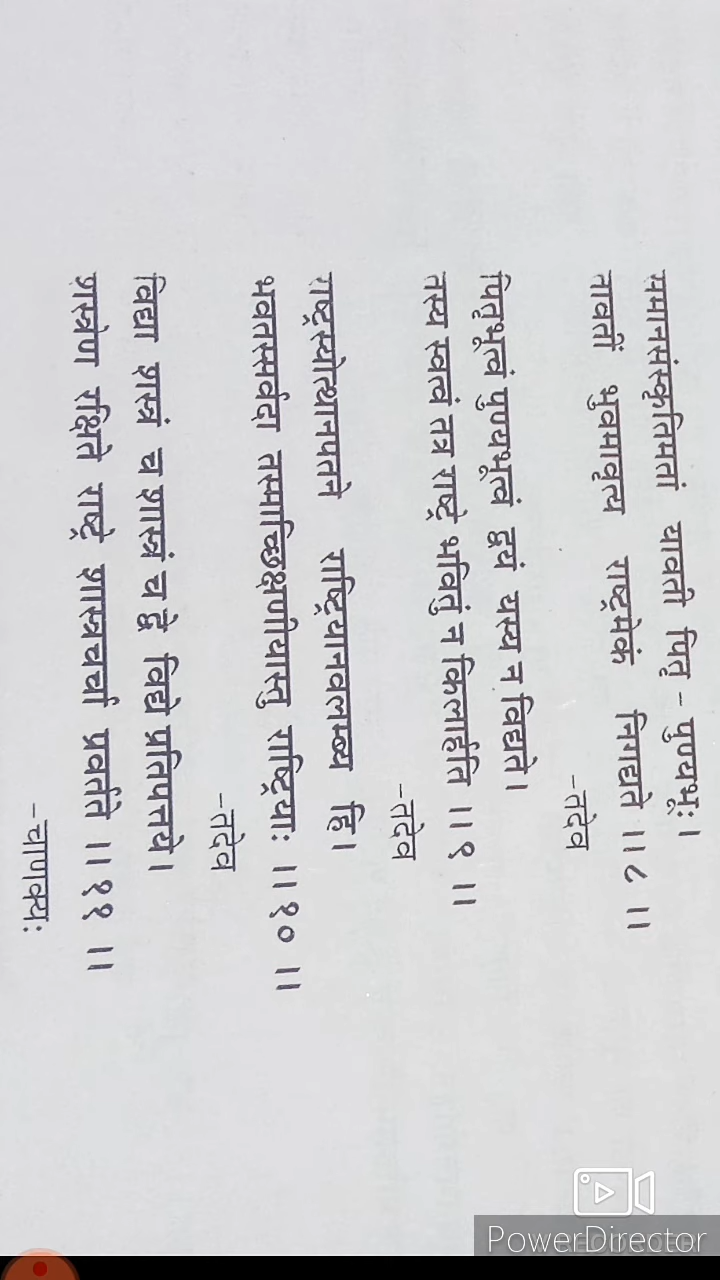 समानसंस्कृतिमतां यावती पितृ - पुण्यभूः।
तावतीं भुवमावृत्य राष्ट्रमेकं निगद्यते ।। ८ ।।
-तदेव
पितृभूत्वं पुण्यभूत्वं द्वयं यस्य न विद्यते।
तस्य स्वत्वं तत्र राष्ट्रे भवितुं न किलार्हति ।। ९ ।।
-तदेव
राष्ट्रस्योत्थानपतने राष्ट्रियानवलम्ब्य हि।
भवतस्सर्वदा तस्माच्छिक्षणीयास्तु राष्ट्रियाः ।। १० ।।
-तदेव
विद्या शस्त्रं च शास्त्रं च द्वे विद्ये प्रतिपत्तये।
शस्त्रेण रक्षिते राष्ट्रे शास्त्रचर्चा प्रवर्तते ।। ११ ।।
-चाणक्यः
PowerDirector